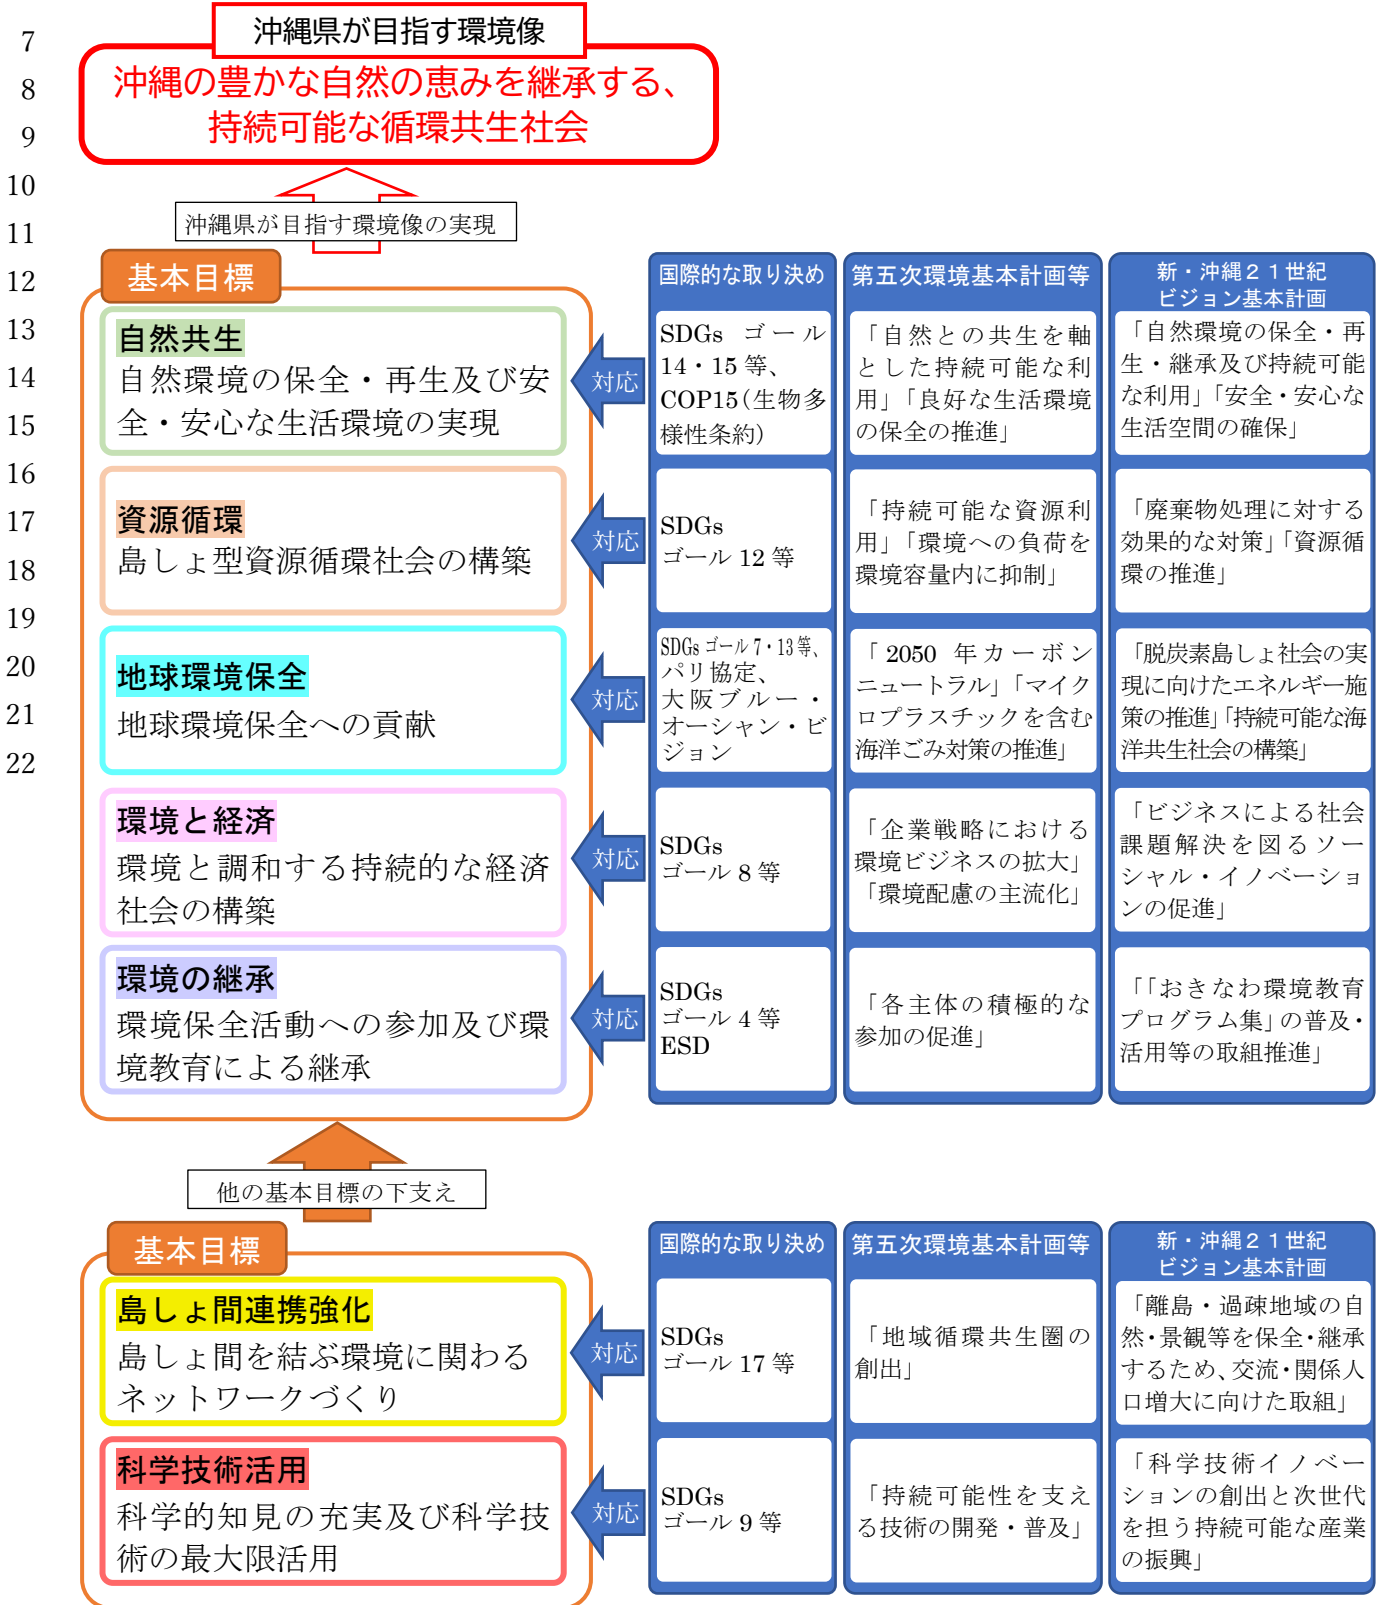 7
8
9
10
11
12
13
14
15
16
17
18
19
20
21
22
沖縄県が目指す環境像
沖縄の豊かな自然の恵みを継承する、
持続可能な循環共生社会
沖縄県が目指す環境像の実現
基本目標
国際的な取り決め
第五次環境基本計画等
新・沖縄２１世紀
ビジョン基本計画
自然共生
自然環境の保全・再生及び安
全・安心な生活環境の実現
対応
SDGs ゴール
14・15 等、
COP15(生物多
様性条約)
「自然との共生を軸
とした持続可能な利
用」「良好な生活環境
の保全の推進」
「自然環境の保全・再
生・継承及び持続可能
な利用」「安全・安心な
生活空間の確保」
資源循環
島しょ型資源循環社会の構築
対応
SDGs
ゴール 12 等
「持続可能な資源利
用」「環境への負荷を
環境容量内に抑制」
「廃棄物処理に対する
効果的な対策」「資源循
環の推進」
地球環境保全
地球環境保全への貢献
対応
SDGs ゴール 7・13 等、
パリ協定、
大阪ブルー・
オーシャン・ビ
ジョン
「2050 年カーボン
ニュートラル」「マイク
ロプラスチックを含む
海洋ごみ対策の推進」
「脱炭素島しょ社会の実
現に向けたエネルギー施
策の推進」「持続可能な海
洋共生社会の構築」
環境と経済
環境と調和する持続的な経済
社会の構築
対応
SDGs
ゴール 8 等
「企業戦略における
環境ビジネスの拡大」
「環境配慮の主流化」
「ビジネスによる社会
課題解決を図るソー
シャル・イノベーショ
ンの促進」
環境の継承
環境保全活動への参加及び環
境教育による継承
対応
SDGs
ゴール 4 等
ESD
「各主体の積極的な
参加の促進」
「「おきなわ環境教育
プログラム集」の普及・
活用等の取組推進」
他の基本目標の下支え
基本目標
国際的な取り決め
第五次環境基本計画等
新・沖縄２１世紀
ビジョン基本計画
島しょ間連携強化
島しょ間を結ぶ環境に関わる
ネットワークづくり
対応
SDGs
ゴール 17 等
「地域循環共生圏の
創出」
「離島・過疎地域の自
然・景観等を保全・継承
するため、交流・関係人
口増大に向けた取組」
科学技術活用
科学的知見の充実及び科学技
術の最大限活用
対応
SDGs
ゴール 9 等
「持続可能性を支え
る技術の開発・普及」
「科学技術イノベー
ションの創出と次世代
を担う持続可能な産業
の振興」